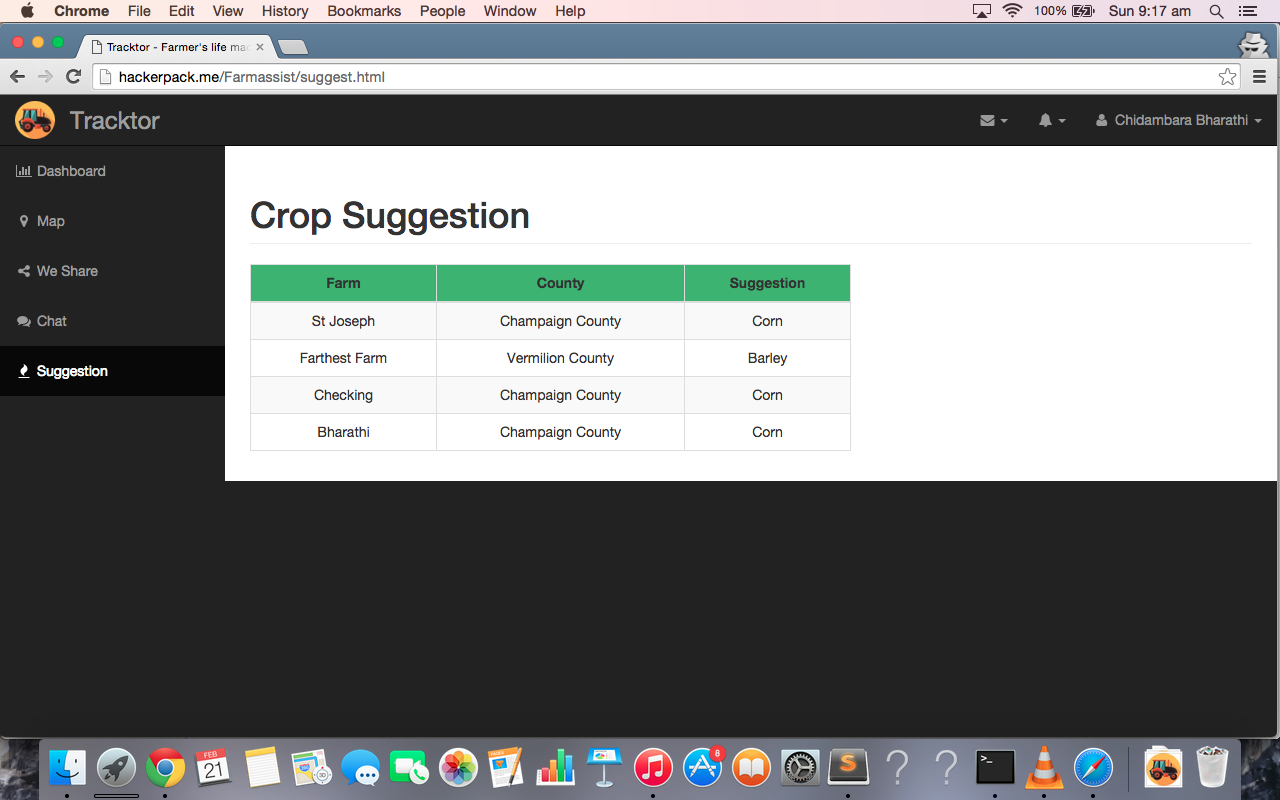 Chrome File Edit View History Bookmarks People Window Help 100% Sun 9:17 am
Tracktor - Farmer's life
hackerpack.me/Farmassist/suggest.html
Tracktor Chidambara Bharathi
Dashboard
Map
We Share
Chat
Suggestion
Crop Suggestion
Farm County Suggestion
St Joseph Champaign County Corn
Farthest Farm Vermilion County Barley
Checking Champaign County Corn
Bharathi Champaign County Corn
FEB
21
8
PAGES
S
? ?
>_